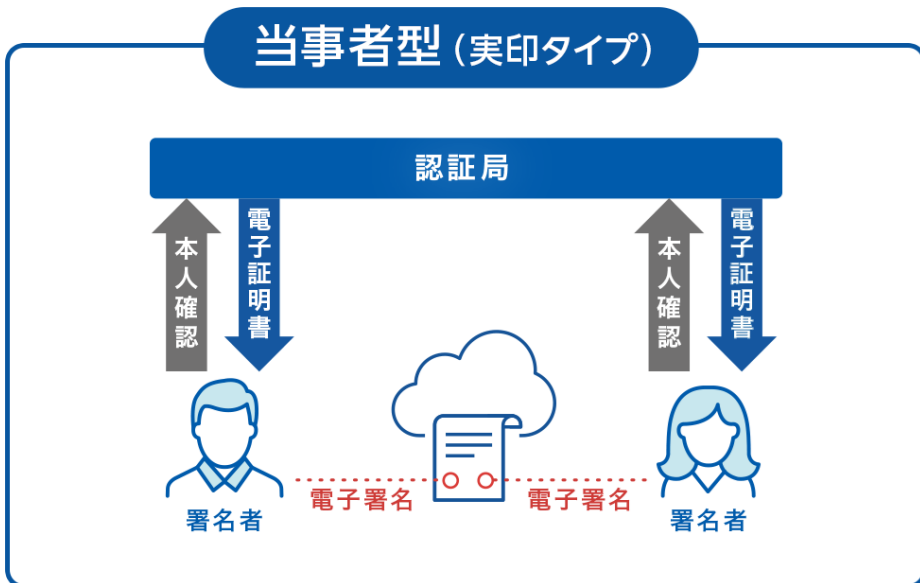 当事者型(実印タイプ)
認証局
本人確認
電子証明書
本人確認
電子証明書
電子署名
電子署名
署名者
署名者